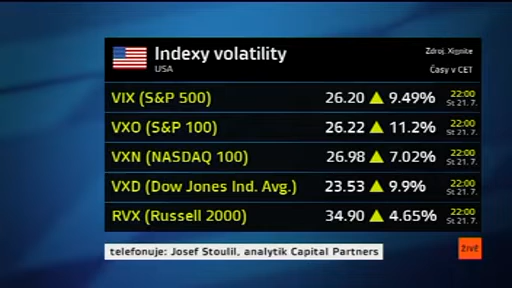 Indexy volatility
USA
Zdroj. Xignite
Časy v CET
VIX (S&P 500) 26.20 ▲ 9.49% 22:00 St 21. 7.
VXO (S&P 100) 26.22 ▲ 11.2% 22:00 St 21. 7.
VXN (NASDAQ 100) 26.98 ▲ 7.02% 22:00 St 21. 7.
VXD (Dow Jones Ind. Avg.) 23.53 ▲ 9.9% 22:00 St 21. 7.
RVX (Russell 2000) 34.90 ▲ 4.65% 22:00 St 21. 7.
telefonuje: Josef Stoulil, analytik Capital Partners
ŽIVĚ